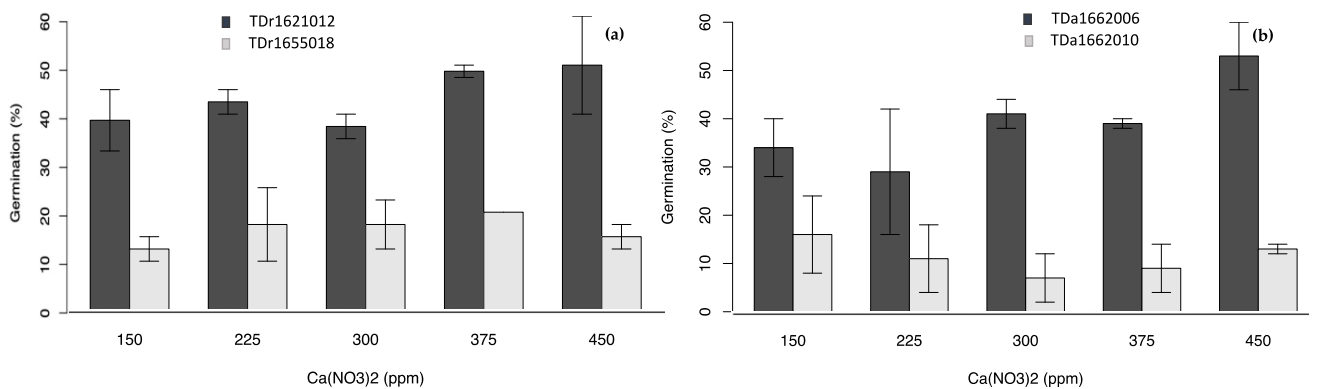 TDr1621012
TDr1655018
(a)
Germination (%)
60
50
40
30
20
10
0
150 225 300 375 450
Ca(NO3)2 (ppm)
TDa1662006
TDa1662010
(b)
Germination (%)
60
50
40
30
20
10
0
150 225 300 375 450
Ca(NO3)2 (ppm)